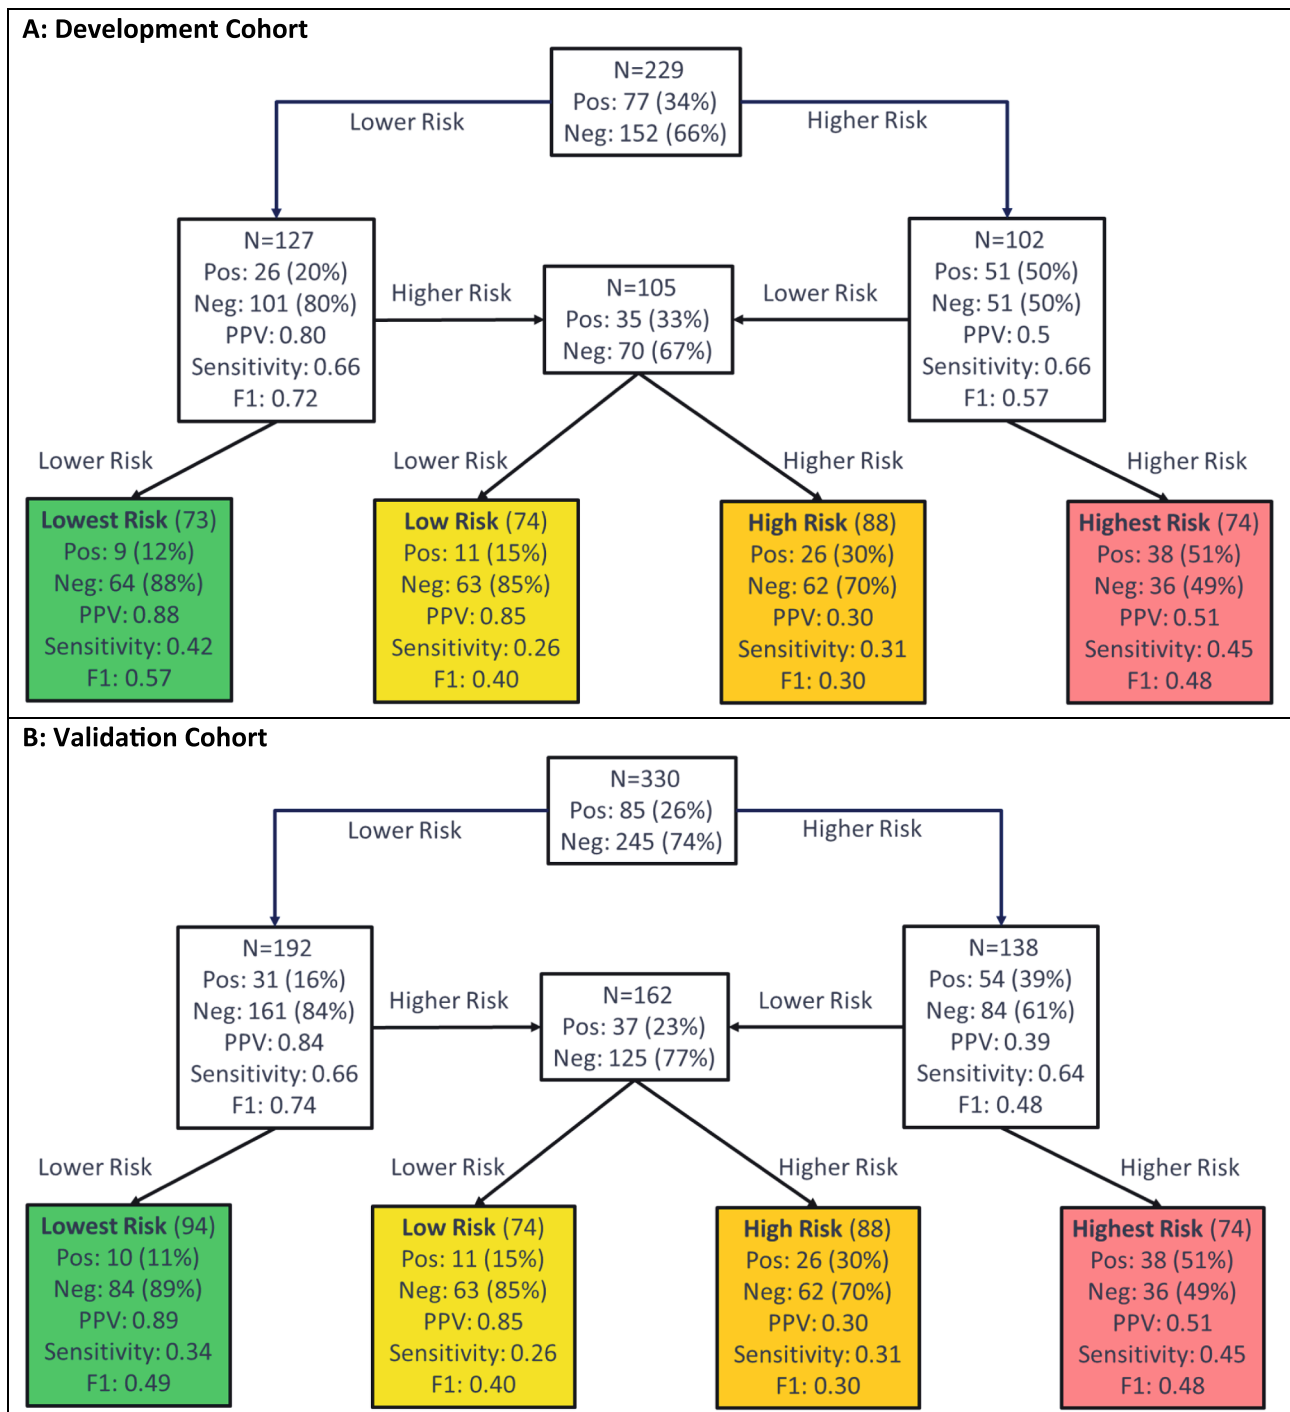 A: Development Cohort
N=229
Pos: 77 (34%)
Neg: 152 (66%)
Lower Risk
Higher Risk
N=127
Pos: 26 (20%)
Neg: 101 (80%)
PPV: 0.80
Sensitivity: 0.66
F1: 0.72
Higher Risk
N=105
Pos: 35 (33%)
Neg: 70 (67%)
Lower Risk
N=102
Pos: 51 (50%)
Neg: 51 (50%)
PPV: 0.5
Sensitivity: 0.66
F1: 0.57
Lower Risk
Lower Risk
Higher Risk
Higher Risk
Lowest Risk (73)
Pos: 9 (12%)
Neg: 64 (88%)
PPV: 0.88
Sensitivity: 0.42
F1: 0.57
Low Risk (74)
Pos: 11 (15%)
Neg: 63 (85%)
PPV: 0.85
Sensitivity: 0.26
F1: 0.40
High Risk (88)
Pos: 26 (30%)
Neg: 62 (70%)
PPV: 0.30
Sensitivity: 0.31
F1: 0.30
Highest Risk (74)
Pos: 38 (51%)
Neg: 36 (49%)
PPV: 0.51
Sensitivity: 0.45
F1: 0.48
B: Validation Cohort
N=330
Pos: 85 (26%)
Neg: 245 (74%)
Lower Risk
Higher Risk
N=192
Pos: 31 (16%)
Neg: 161 (84%)
PPV: 0.84
Sensitivity: 0.66
F1: 0.74
Higher Risk
N=162
Pos: 37 (23%)
Neg: 125 (77%)
Lower Risk
N=138
Pos: 54 (39%)
Neg: 84 (61%)
PPV: 0.39
Sensitivity: 0.64
F1: 0.48
Lower Risk
Lower Risk
Higher Risk
Higher Risk
Lowest Risk (94)
Pos: 10 (11%)
Neg: 84 (89%)
PPV: 0.89
Sensitivity: 0.34
F1: 0.49
Low Risk (74)
Pos: 11 (15%)
Neg: 63 (85%)
PPV: 0.85
Sensitivity: 0.26
F1: 0.40
High Risk (88)
Pos: 26 (30%)
Neg: 62 (70%)
PPV: 0.30
Sensitivity: 0.31
F1: 0.30
Highest Risk (74)
Pos: 38 (51%)
Neg: 36 (49%)
PPV: 0.51
Sensitivity: 0.45
F1: 0.48